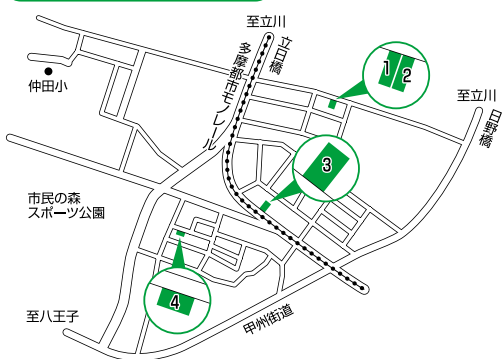 至立川
立日橋
多摩都市モノレール
仲田小
1
2
至立川
日野橋
3
市民の森
スポーツ公園
4
至八王子
甲州街道